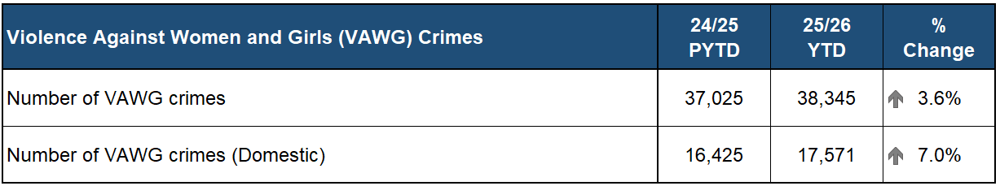 Violence Against Women and Girls (VAWG) Crimes
24/25 PYTD
25/26 YTD
% Change
Number of VAWG crimes 37,025 38,345 3.6%
Number of VAWG crimes (Domestic) 16,425 17,571 7.0%